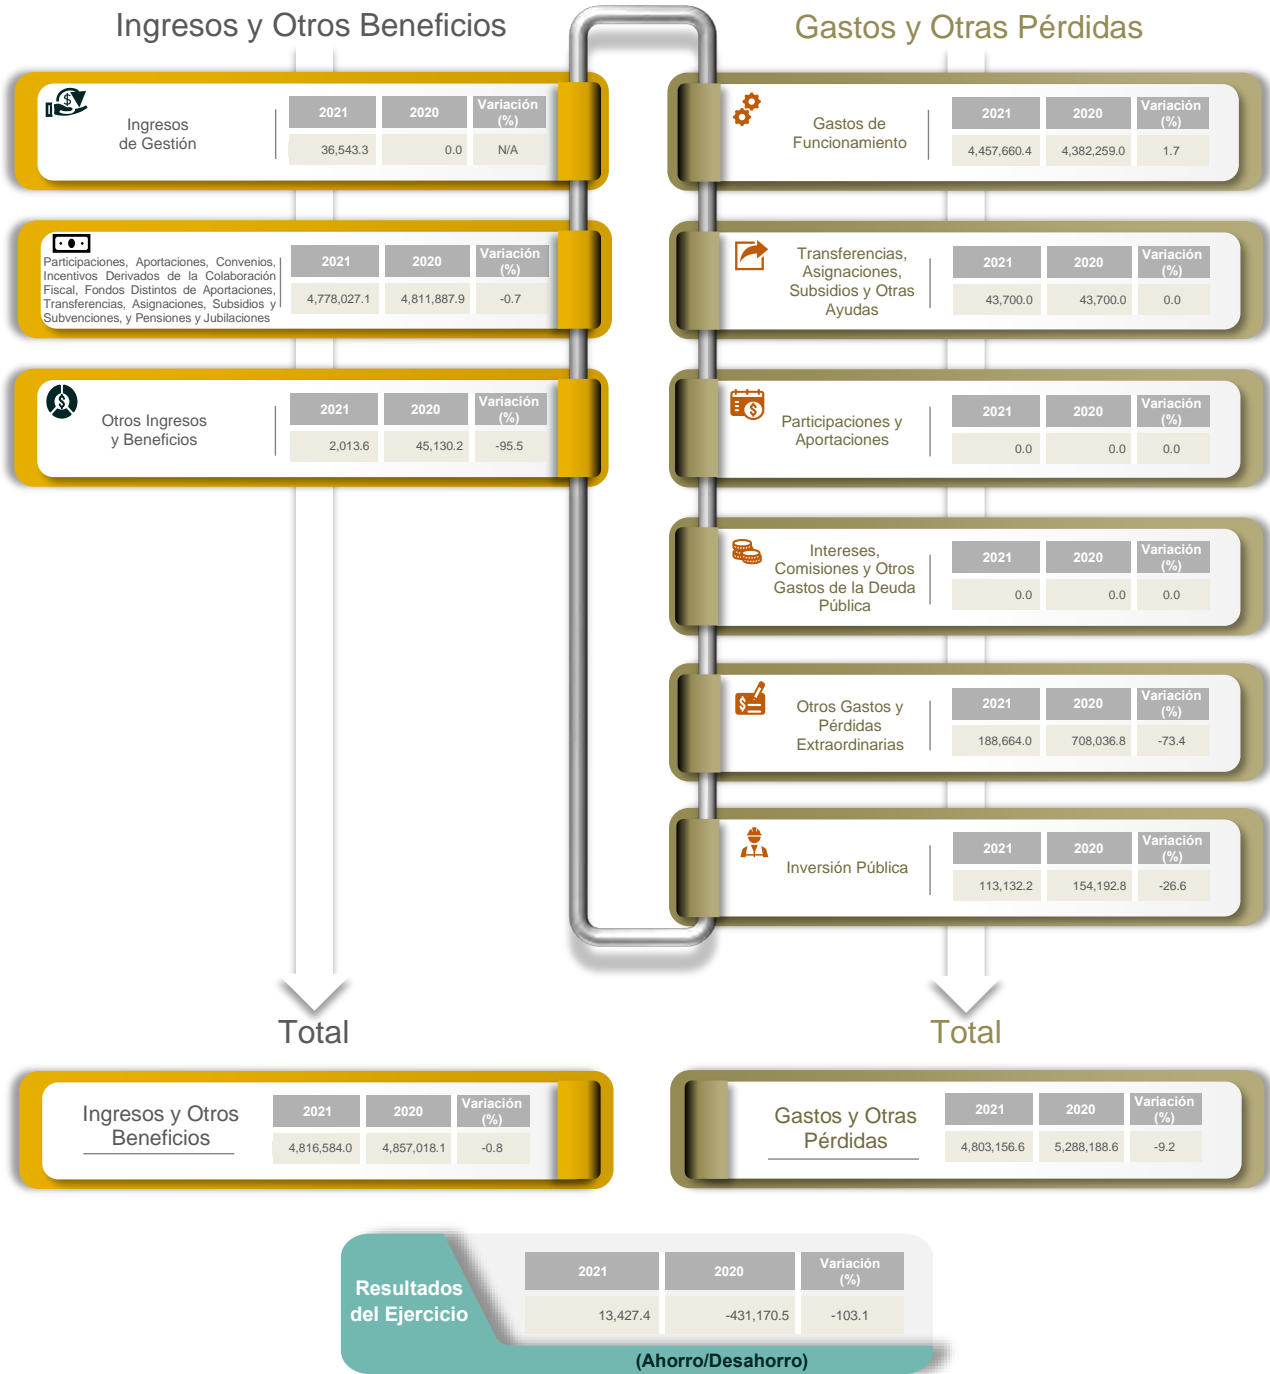 Ingresos y Otros Beneficios
2021 2020 Variación (%)
Ingresos
de Gestión
36,543.3 0.0 N/A
Participaciones, Aportaciones, Convenios,
Incentivos Derivados de la Colaboración
Fiscal, Fondos Distintos de Aportaciones,
Transferencias, Asignaciones, Subsidios y
Subvenciones, y Pensiones y Jubilaciones
2021 2020 Variación (%)
4,778,027.1 4,811,887.9 -0.7
Otros Ingresos
y Beneficios
2021 2020 Variación (%)
2,013.6 45,130.2 -95.5
Total
Ingresos y Otros
Beneficios
2021 2020 Variación (%)
4,816,584.0 4,857,018.1 -0.8
Gastos y Otras Pérdidas
Gastos de
Funcionamiento
2021 2020 Variación (%)
4,457,660.4 4,382,259.0 1.7
Transferencias,
Asignaciones,
Subsidios y Otras
Ayudas
2021 2020 Variación (%)
43,700.0 43,700.0 0.0
Participaciones y
Aportaciones
2021 2020 Variación (%)
0.0 0.0 0.0
Intereses,
Comisiones y Otros
Gastos de la Deuda
Pública
2021 2020 Variación (%)
0.0 0.0 0.0
Otros Gastos y
Pérdidas
Extraordinarias
2021 2020 Variación (%)
188,664.0 708,036.8 -73.4
Inversión Pública
2021 2020 Variación (%)
113,132.2 154,192.8 -26.6
Total
Gastos y Otras
Pérdidas
2021 2020 Variación (%)
4,803,156.6 5,288,188.6 -9.2
Resultados
del Ejercicio
2021 2020 Variación (%)
13,427.4 -431,170.5 -103.1
(Ahorro/Desahorro)